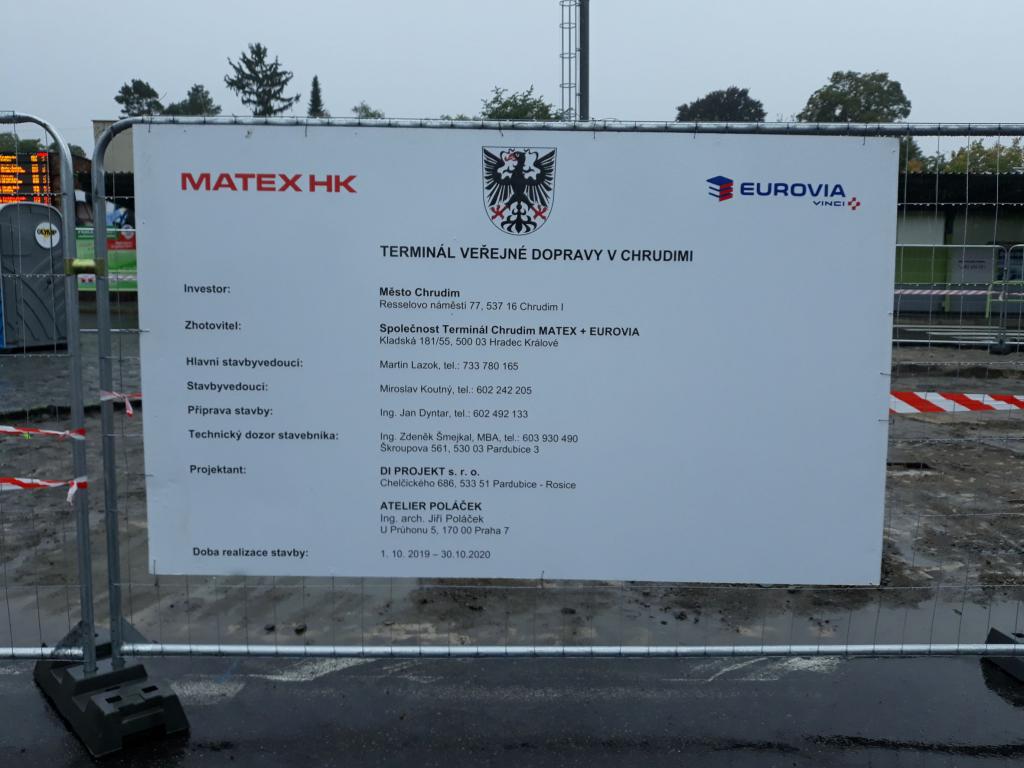 MATEX HK
EUROVIA
VINCI
TERMINÁL VEŘEJNÉ DOPRAVY V CHRUDIMI
Investor:
Město Chrudim
Resselovo náměstí 77, 537 16 Chrudim I
Zhotovitel:
Společnost Terminál Chrudim MATEX + EUROVIA
Kladská 181/55, 500 03 Hradec Králové
Hlavní stavbyvedoucí:
Martin Lazok, tel.: 733 780 165
Stavbyvedoucí:
Miroslav Koutný, tel.: 602 242 205
Příprava stavby:
Ing. Jan Dyntar, tel.: 602 492 133
Technický dozor stavebníka:
Ing. Zdeněk Šmejkal, MBA, tel.: 603 930 490
Škroupova 561, 530 03 Pardubice 3
Projektant:
DI PROJEKT s. r. o.
Chelčického 686, 533 51 Pardubice - Rosice
ATELIER POLÁČEK
Ing. arch. Jiří Poláček
U Průhonu 5, 170 00 Praha 7
Doba realizace stavby:
1. 10. 2019 – 30.10.2020